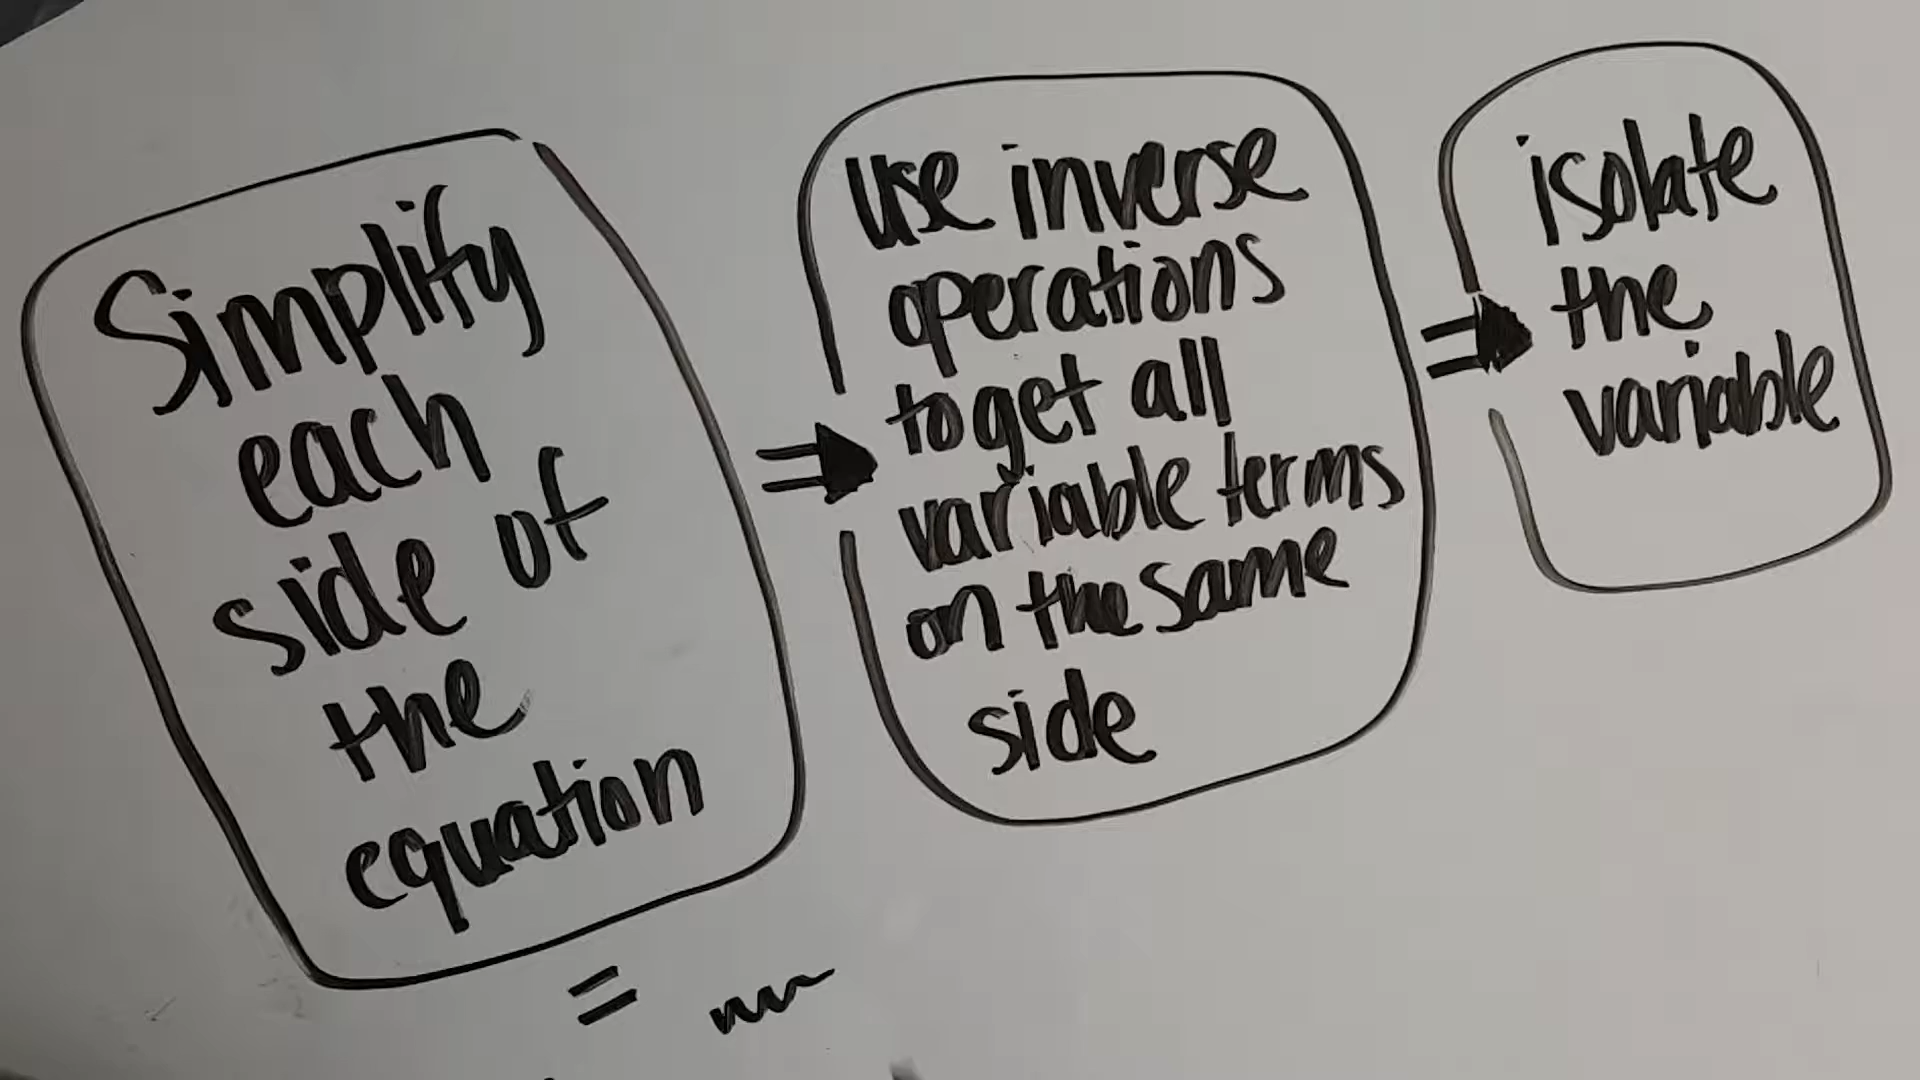 Simplify
each
side of
the
equation
=
use inverse
operations
to get all
variable terms
on the same
side
isolate
the
variable